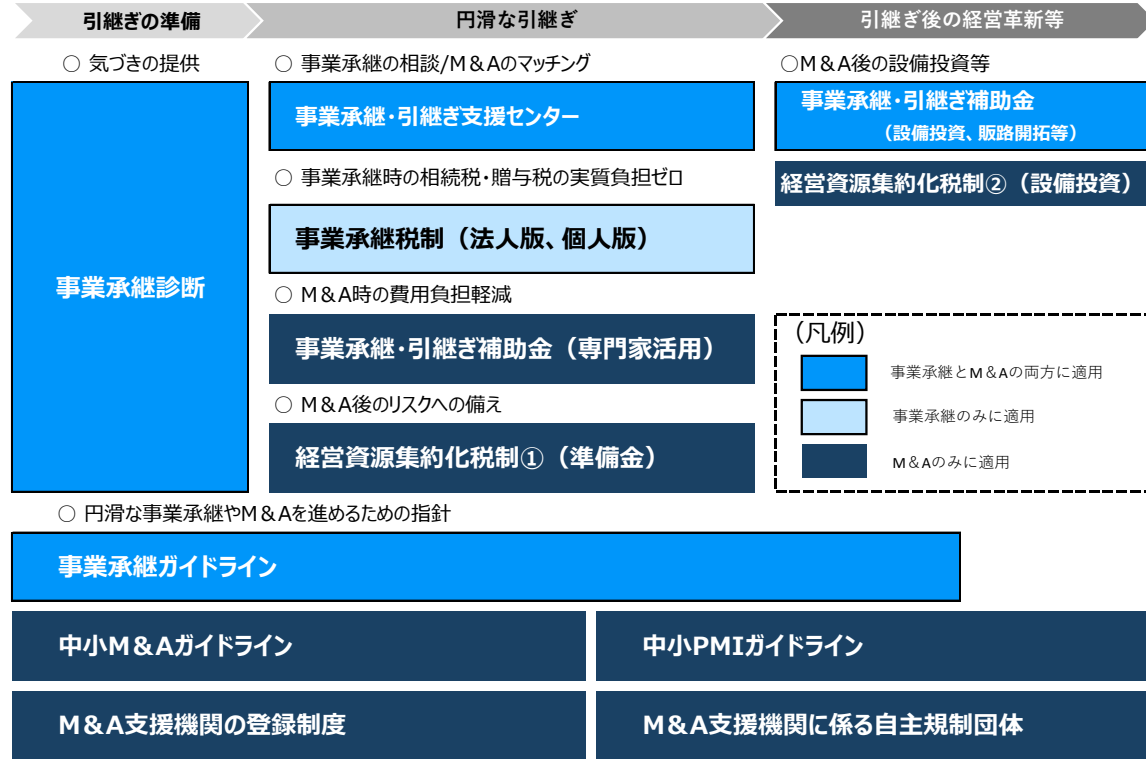 引継ぎの準備
円滑な引継ぎ
引継ぎ後の経営革新等
○ 気づきの提供
○ 事業承継の相談/M&Aのマッチング
○M&A後の設備投資等
事業承継診断
事業承継・引継ぎ支援センター
事業承継・引継ぎ補助金
（設備投資、販路開拓等）
○ 事業承継時の相続税・贈与税の実質負担ゼロ
経営資源集約化税制②（設備投資）
事業承継税制（法人版、個人版）
○ M&A時の費用負担軽減
事業承継・引継ぎ補助金（専門家活用）
○ M&A後のリスクへの備え
経営資源集約化税制①（準備金）
（凡例）
事業承継とM&Aの両方に適用
事業承継のみに適用
M&Aのみに適用
○ 円滑な事業承継やM&Aを進めるための指針
事業承継ガイドライン
中小M&Aガイドライン
中小PMIガイドライン
M&A支援機関の登録制度
M&A支援機関に係る自主規制団体